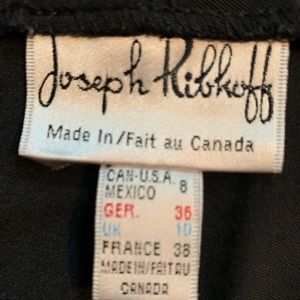 Joseph Ribkoff
Made In/Fait au Canada
CAN-U.S.A. 8
MEXICO
GER. 36
UK 10
FRANCE 38
MADE IN/FAIT AU
CANADA